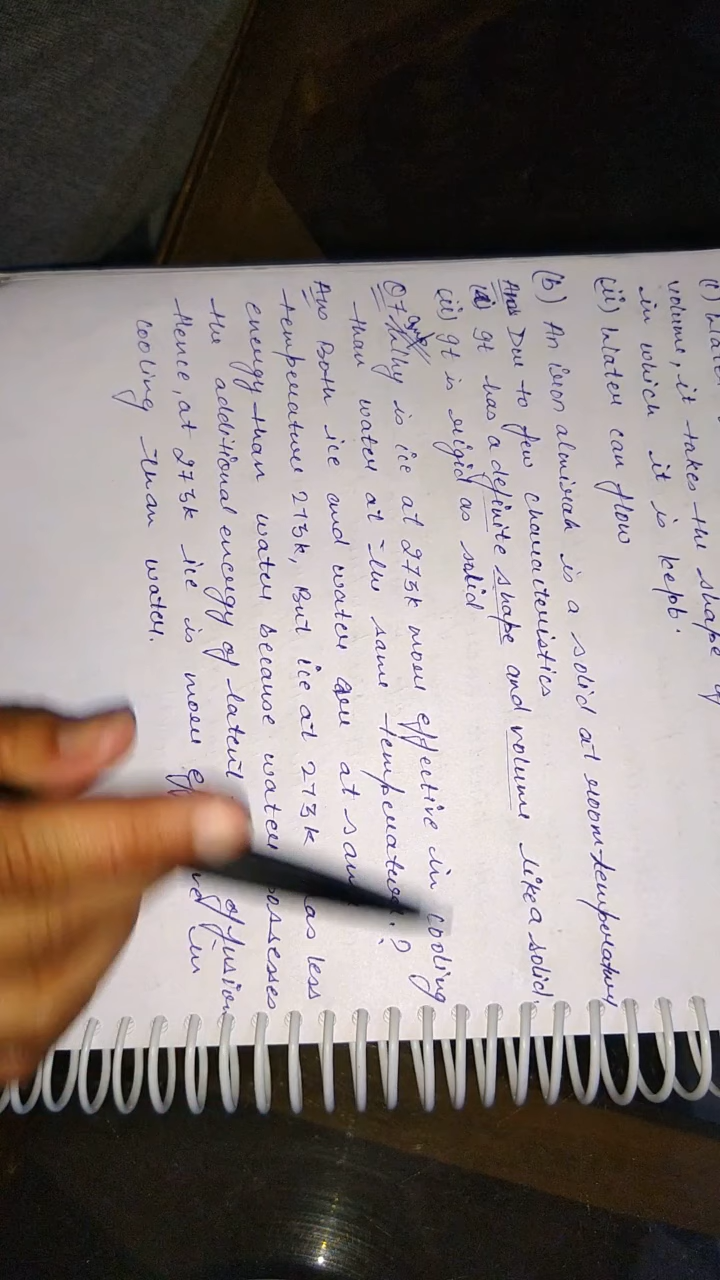 volume, it takes the shape of
in which it is kept.
(ii) Water can flow
(b) An iron almirah is a solid at room temperature
Ans Due to few characteristics
(i) It has a definite shape and volume like a solid.
(ii) It is rigid as solid
Q7 Why is ice at 273k more effective in cooling
than water at the same temperature.?
Ans Both ice and water are at
temperature 273k, But ice at 273k less
energy than water because water possesses
the additional energy of latent of fusion
Hence, at 273k ice is more in
cooling than water.